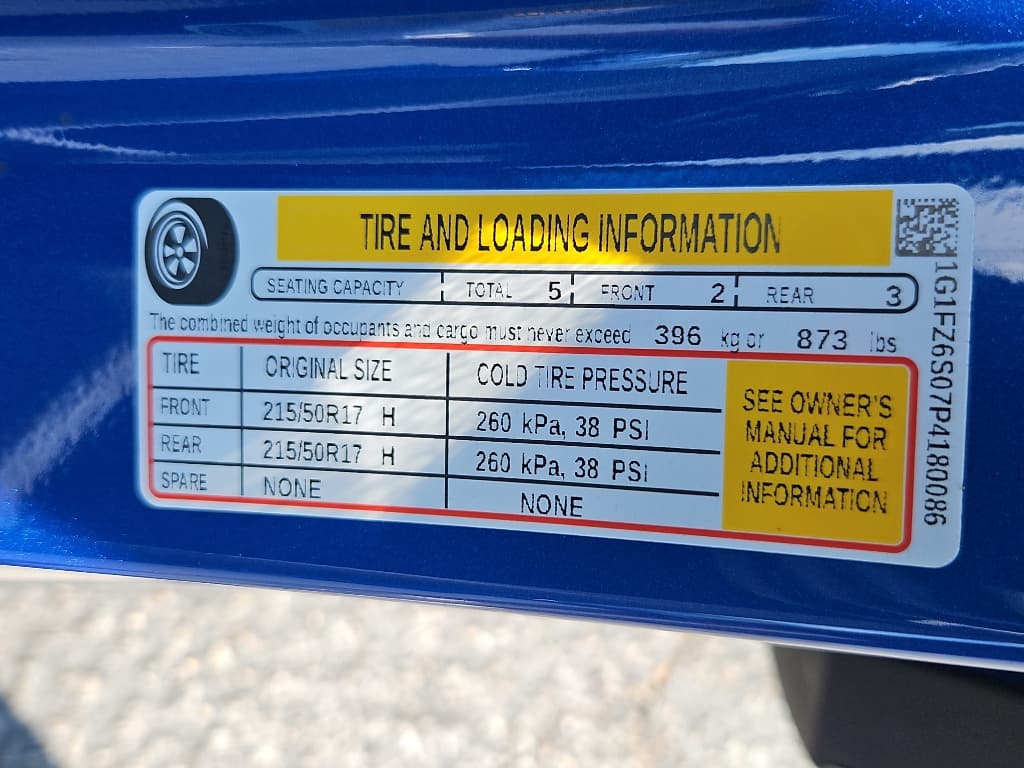 TIRE AND LOADING INFORMATION
SEATING CAPACITY TOTAL 5 FRONT 2 REAR 3
The combined weight of occupants and cargo must never exceed 396 kg or 873 lbs
TIRE ORIGINAL SIZE COLD TIRE PRESSURE
FRONT 215/50R17 H 260 kPa, 38 PSI
REAR 215/50R17 H 260 kPa, 38 PSI
SPARE NONE NONE
SEE OWNER'S
MANUAL FOR
ADDITIONAL
INFORMATION
1G1FZ6S07P4180086